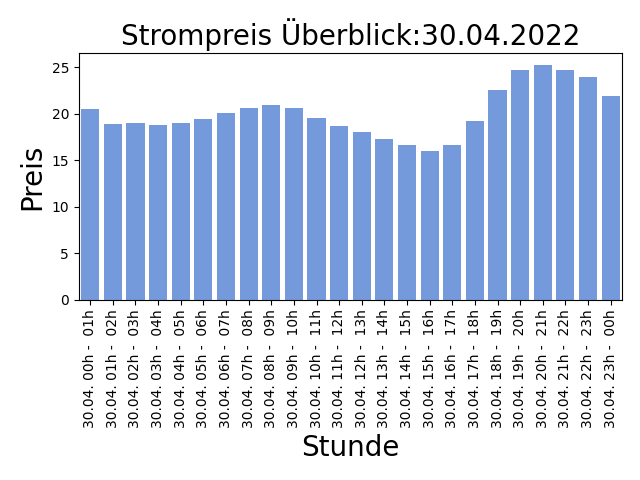 Strompreis Überblick:30.04.2022
Preis
25
20
15
10
5
0
30.04. 00h -  01h
30.04. 01h -  02h
30.04. 02h -  03h
30.04. 03h -  04h
30.04. 04h -  05h
30.04. 05h -  06h
30.04. 06h -  07h
30.04. 07h -  08h
30.04. 08h -  09h
30.04. 09h -  10h
30.04. 10h -  11h
30.04. 11h -  12h
30.04. 12h -  13h
30.04. 13h -  14h
30.04. 14h -  15h
30.04. 15h -  16h
30.04. 16h -  17h
30.04. 17h -  18h
30.04. 18h -  19h
30.04. 19h -  20h
30.04. 20h -  21h
30.04. 21h -  22h
30.04. 22h -  23h
30.04. 23h -  00h
Stunde